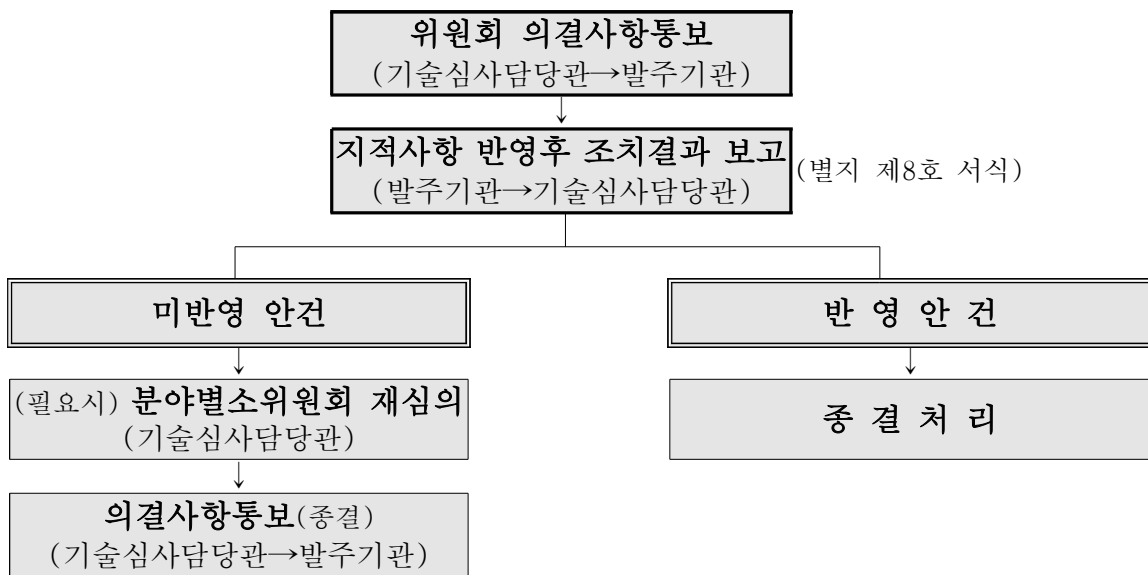 위원회 의결사항통보
(기술심사담당관→발주기관)
지적사항 반영후 조치결과 보고
(발주기관→기술심사담당관)
(별지 제8호 서식)
미반영 안건
반 영 안 건
(필요시) 분야별소위원회 재심의
(기술심사담당관)
종 결 처 리
의결사항통보(종결)
(기술심사담당관→발주기관)